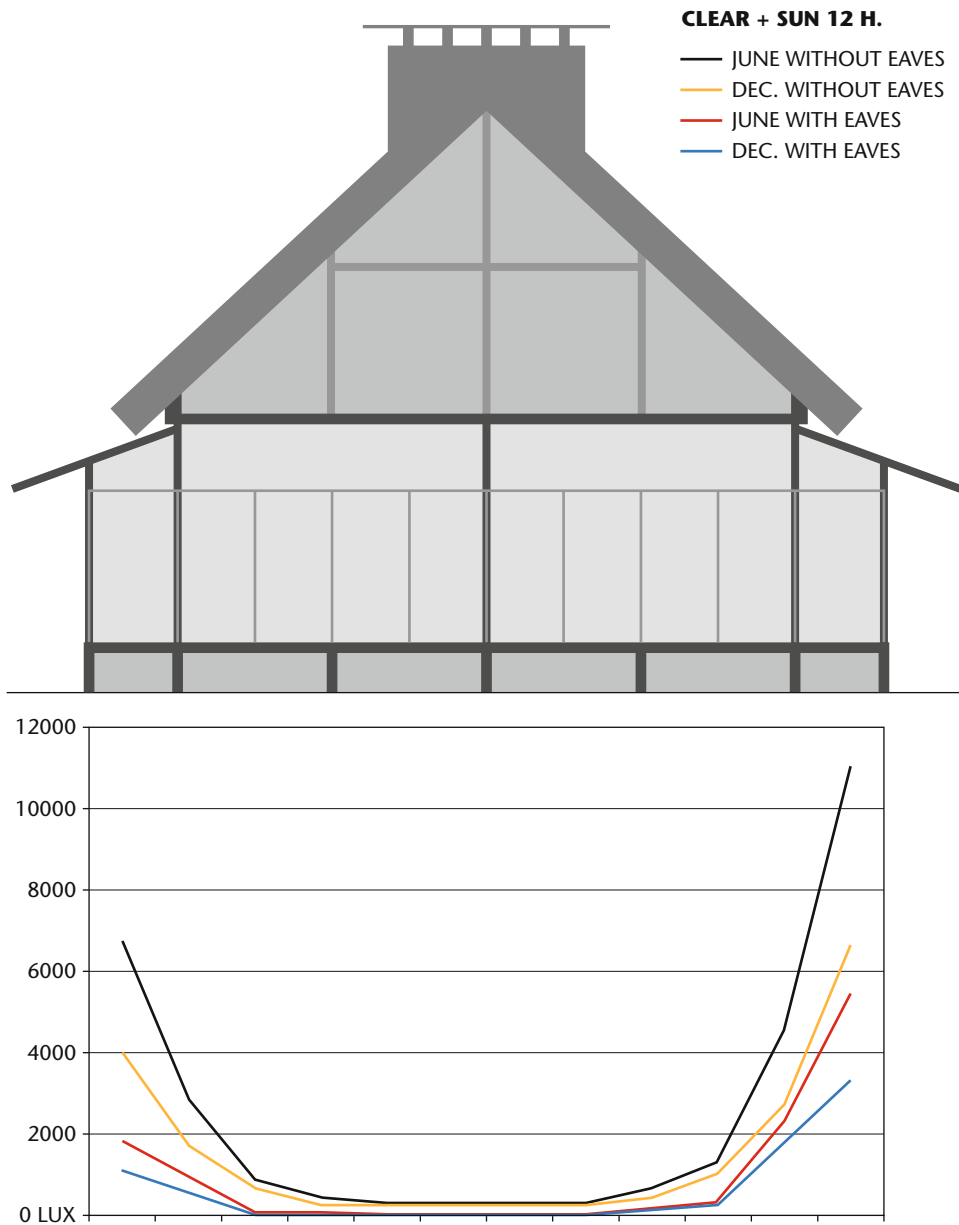 CLEAR + SUN 12 H.
JUNE WITHOUT EAVES
DEC. WITHOUT EAVES
JUNE WITH EAVES
DEC. WITH EAVES
12000
10000
8000
6000
4000
2000
0 LUX